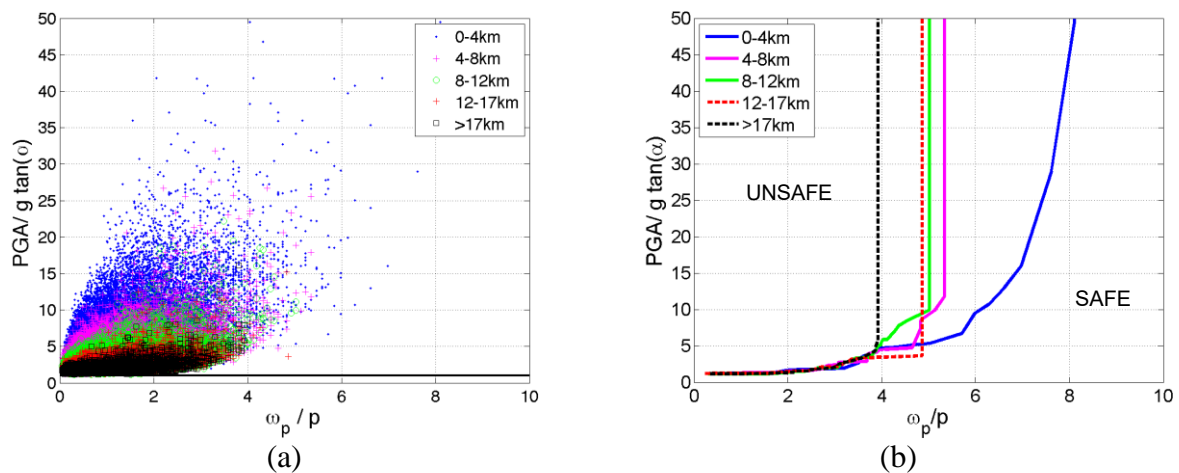 50
45
40
35
30
25
20
15
10
5
0
PGA/ g tan(α)
0-4km
4-8km
8-12km
12-17km
>17km
0 2 4 6 8 10
ω_p / p
(a)
50
45
40
35
30
25
20
15
10
5
0
PGA/ g tan(α)
0-4km
4-8km
8-12km
12-17km
>17km
UNSAFE
SAFE
0 2 4 6 8 10
ω_p/p
(b)